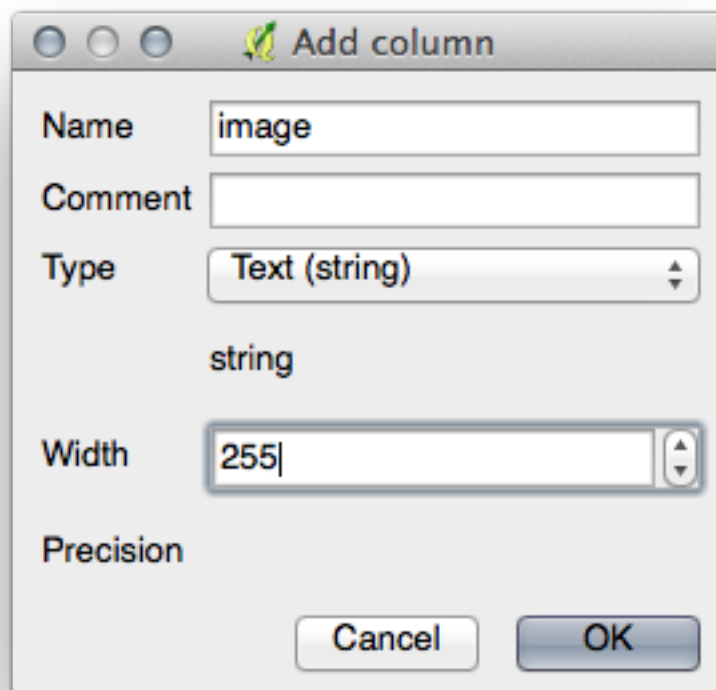 Add column
Name image
Comment
Type Text (string)
string
Width 255
Precision
Cancel OK